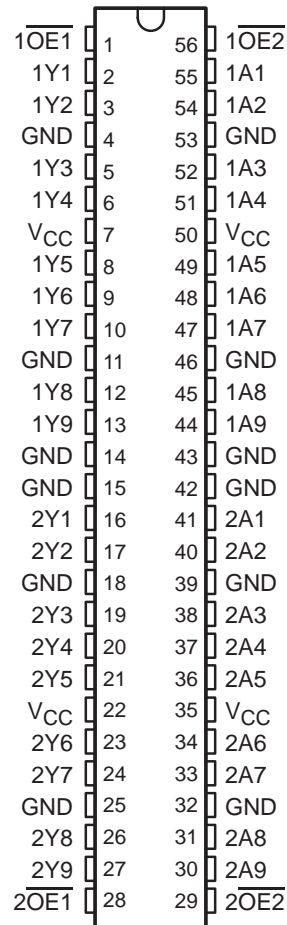 1OE1 1 56 1OE2
1Y1 2 55 1A1
1Y2 3 54 1A2
GND 4 53 GND
1Y3 5 52 1A3
1Y4 6 51 1A4
VCC 7 50 VCC
1Y5 8 49 1A5
1Y6 9 48 1A6
1Y7 10 47 1A7
GND 11 46 GND
1Y8 12 45 1A8
1Y9 13 44 1A9
GND 14 43 GND
GND 15 42 GND
2Y1 16 41 2A1
2Y2 17 40 2A2
GND 18 39 GND
2Y3 19 38 2A3
2Y4 20 37 2A4
2Y5 21 36 2A5
VCC 22 35 VCC
2Y6 23 34 2A6
2Y7 24 33 2A7
GND 25 32 GND
2Y8 26 31 2A8
2Y9 27 30 2A9
2OE1 28 29 2OE2